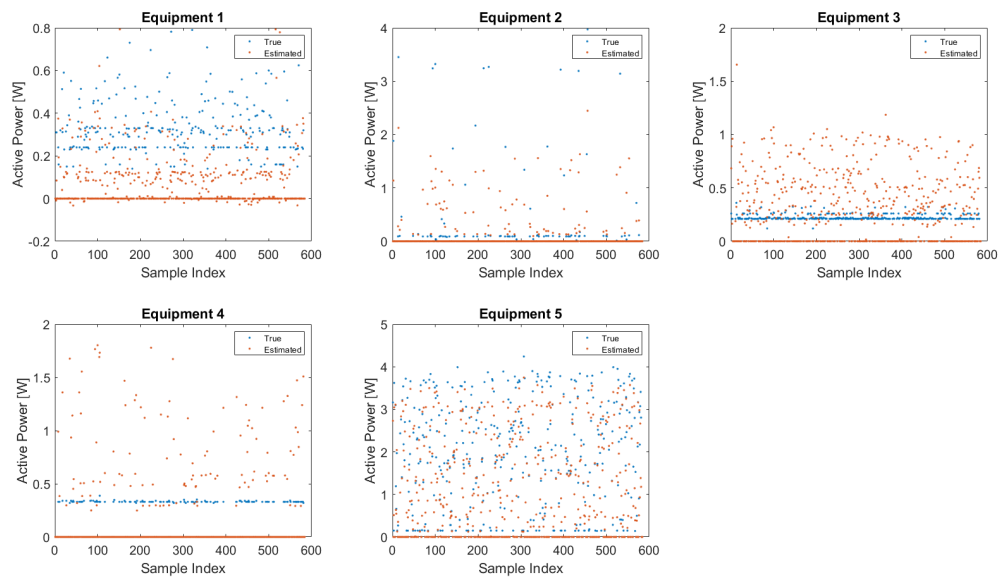 Equipment 1
Active Power [W]
0.8
0.6
0.4
0.2
0
-0.2
True
Estimated
0 100 200 300 400 500 600
Sample Index
Equipment 2
Active Power [W]
4
3
2
1
0
True
Estimated
0 100 200 300 400 500 600
Sample Index
Equipment 3
Active Power [W]
2
1.5
1
0.5
0
True
Estimated
0 100 200 300 400 500 600
Sample Index
Equipment 4
Active Power [W]
2
1.5
1
0.5
0
True
Estimated
0 100 200 300 400 500 600
Sample Index
Equipment 5
Active Power [W]
5
4
3
2
1
0
True
Estimated
0 100 200 300 400 500 600
Sample Index